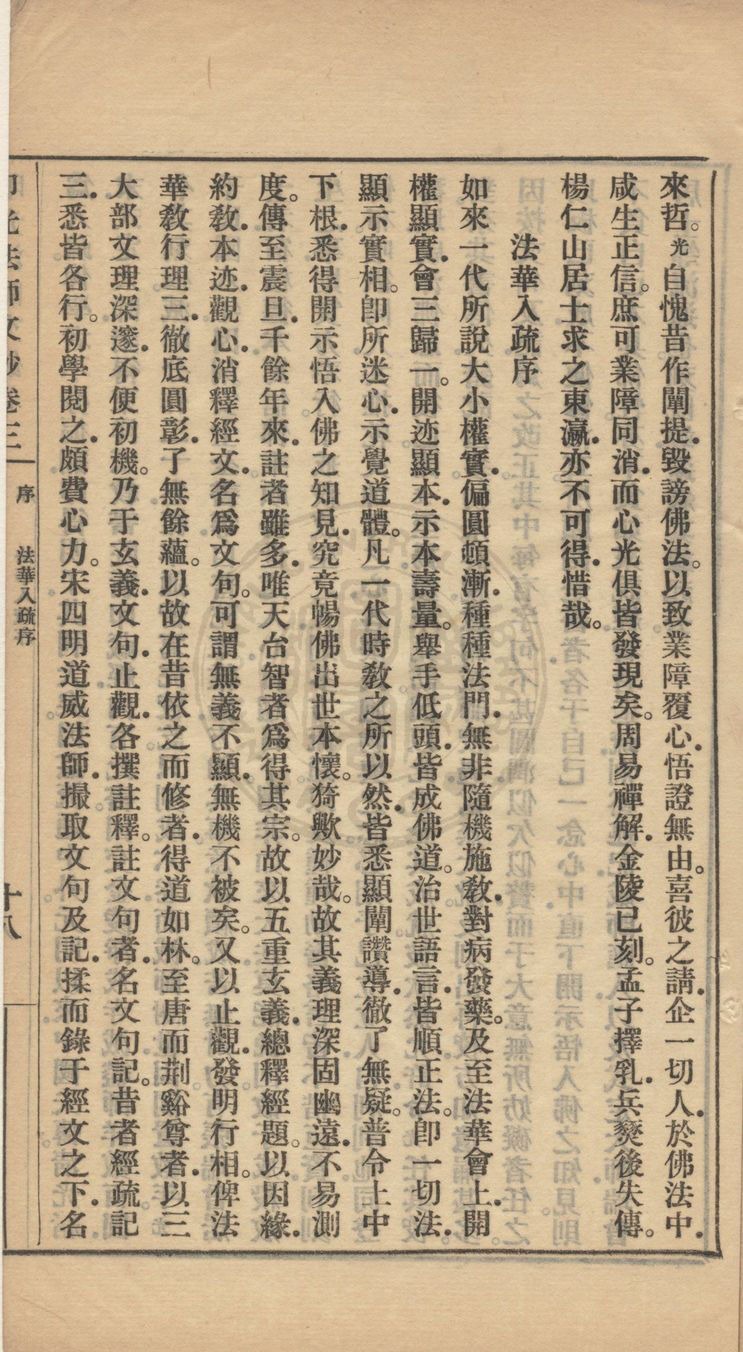 來哲。光自愧昔作闡提。毀謗佛法。以致業障覆心。悟證無由。喜彼之請。企一切人。於佛法中。
咸生正信。庶可業障同消。而心光俱皆發現矣。周易禪解。金陵已刻。孟子擇乳。兵燹後失傳。
楊仁山居士求之東瀛。亦不可得。惜哉。
法華入疏序
如來一代所說大小權實。偏圓頓漸。種種法門。無非隨機施教。對病發藥。及至法華會上。開
權顯實。會三歸一。開迹顯本。示本壽量。舉手低頭。皆成佛道。治世語言。皆順正法。卽一切法。
顯示實相。卽所迷心。示覺道體。凡一代時教之所以然。皆悉顯闡讚導。徹了無疑。普令上中
下根。悉得開示悟入佛之知見。究竟暢佛出世本懷。猗歟妙哉。故其義理深固幽遠。不易測
度。傳至震旦。千餘年來。註者雖多。唯天台智者爲得其宗。故以五重玄義。總釋經題。以因緣
約教。本迹。觀心。消釋經文。名爲文句。可謂無義不顯。無機不被矣。又以止觀。發明行相。俾法
華教行理三。徹底圓彰。了無餘蘊。以故在昔依之而修者。得道如林。至唐而荆谿尊者。以三
大部文理深邃。不便初機。乃于玄義。文句。止觀。各撰註釋。註文句者。名文句記。昔者經疏記
三。悉皆各行。初學閱之。頗費心力。宋四明道威法師。撮取文句及記。揉而錄于經文之下。名
印光法師文鈔卷三 序 法華入疏序 十八